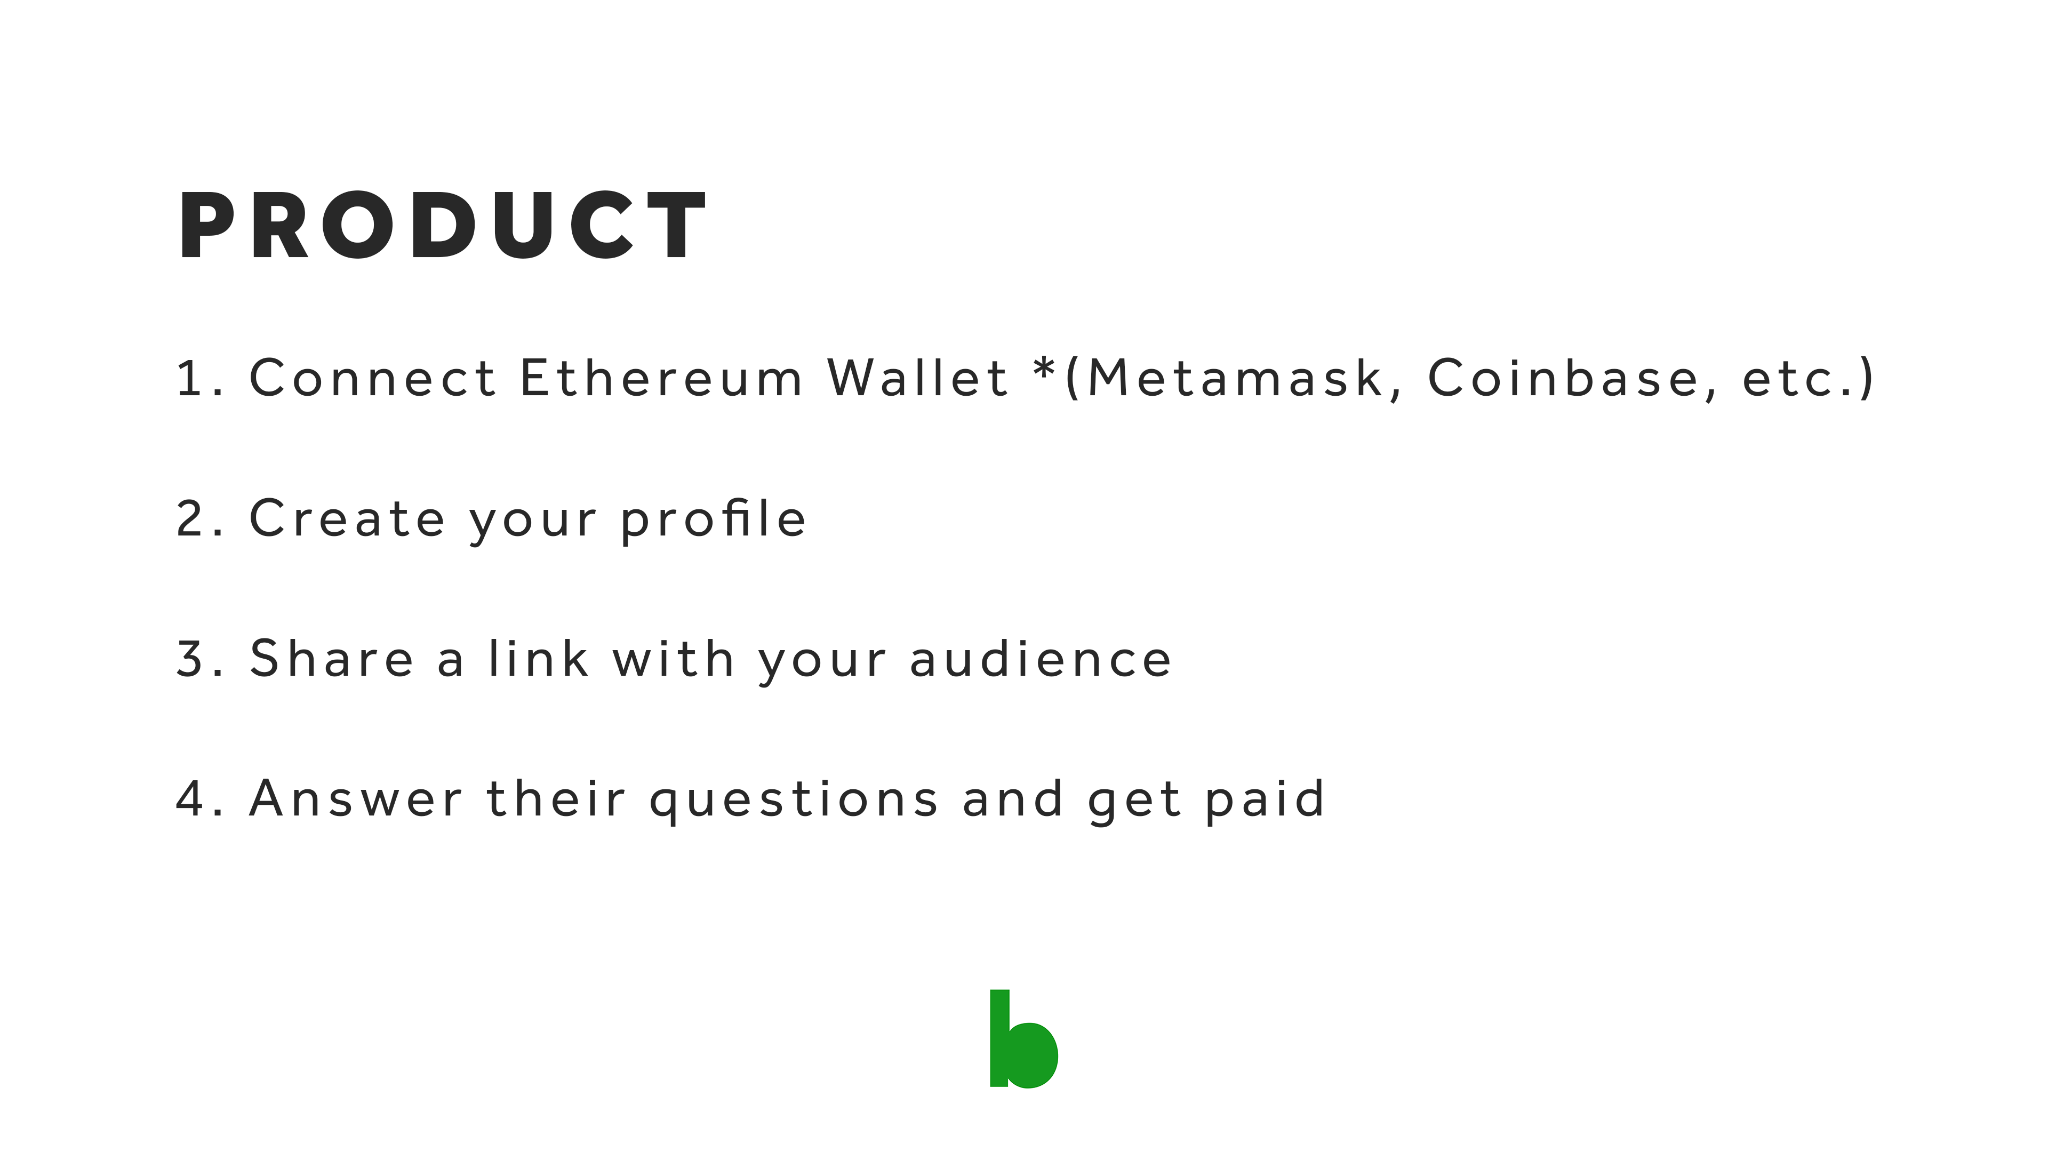 PRODUCT
1. Connect Ethereum Wallet *(Metamask, Coinbase, etc.)
2. Create your profile
3. Share a link with your audience
4. Answer their questions and get paid
b